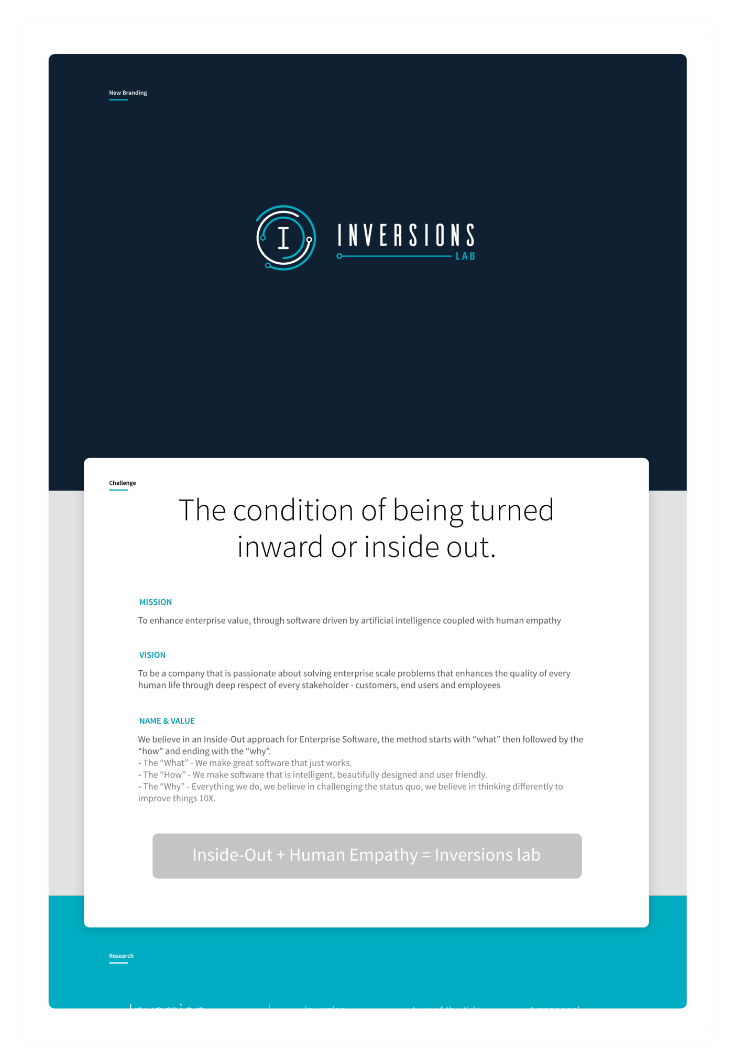 New Branding
I
INVERSIONS
LAB
Challenge
The condition of being turned
inward or inside out.
MISSION
To enhance enterprise value, through software driven by artificial intelligence coupled with human empathy
VISION
To be a company that is passionate about solving enterprise scale problems that enhances the quality of every
human life through deep respect of every stakeholder - customers, end users and employees
NAME & VALUE
We believe in an Inside-Out approach for Enterprise Software, the method starts with “what” then followed by the
“how” and ending with the “why”.
- The “What” - We make great software that just works.
- The “How” - We make software that is intelligent, beautifully designed and user friendly.
- The “Why” - Everything we do, we believe in challenging the status quo, we believe in thinking differently to
improve things 10X.
Inside-Out + Human Empathy = Inversions lab
Research